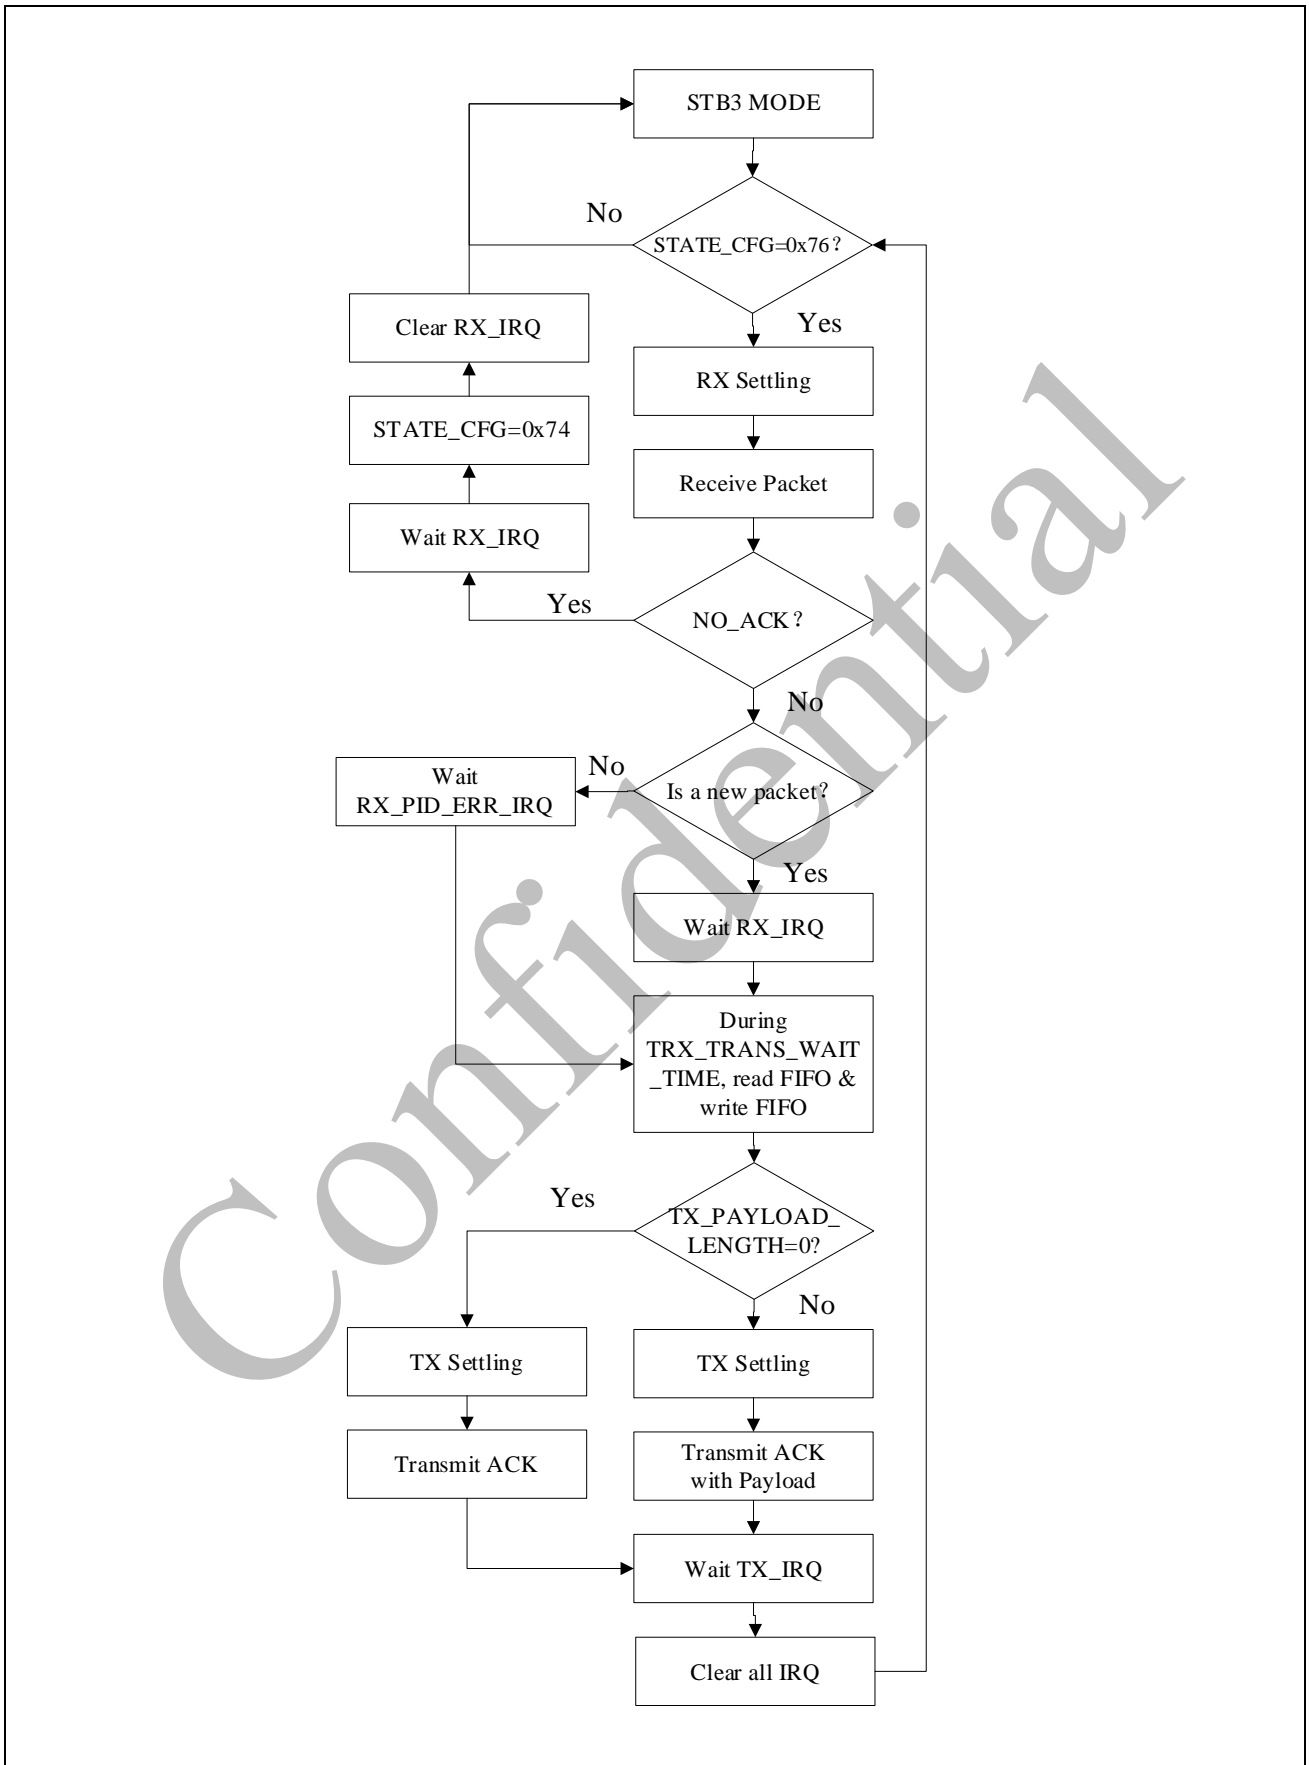 STB3 MODE
No
STATE_CFG=0x76?
Clear RX_IRQ
Yes
RX Settling
STATE_CFG=0x74
Receive Packet
Wait RX_IRQ
Yes
NO_ACK?
No
Wait
RX_PID_ERR_IRQ
No
Is a new packet?
Yes
Wait RX_IRQ
During
TRX_TRANS_WAIT
_TIME, read FIFO &
write FIFO
Yes
TX_PAYLOAD_
LENGTH=0?
No
TX Settling
TX Settling
Transmit ACK
Transmit ACK
with Payload
Wait TX_IRQ
Clear all IRQ
Confidential